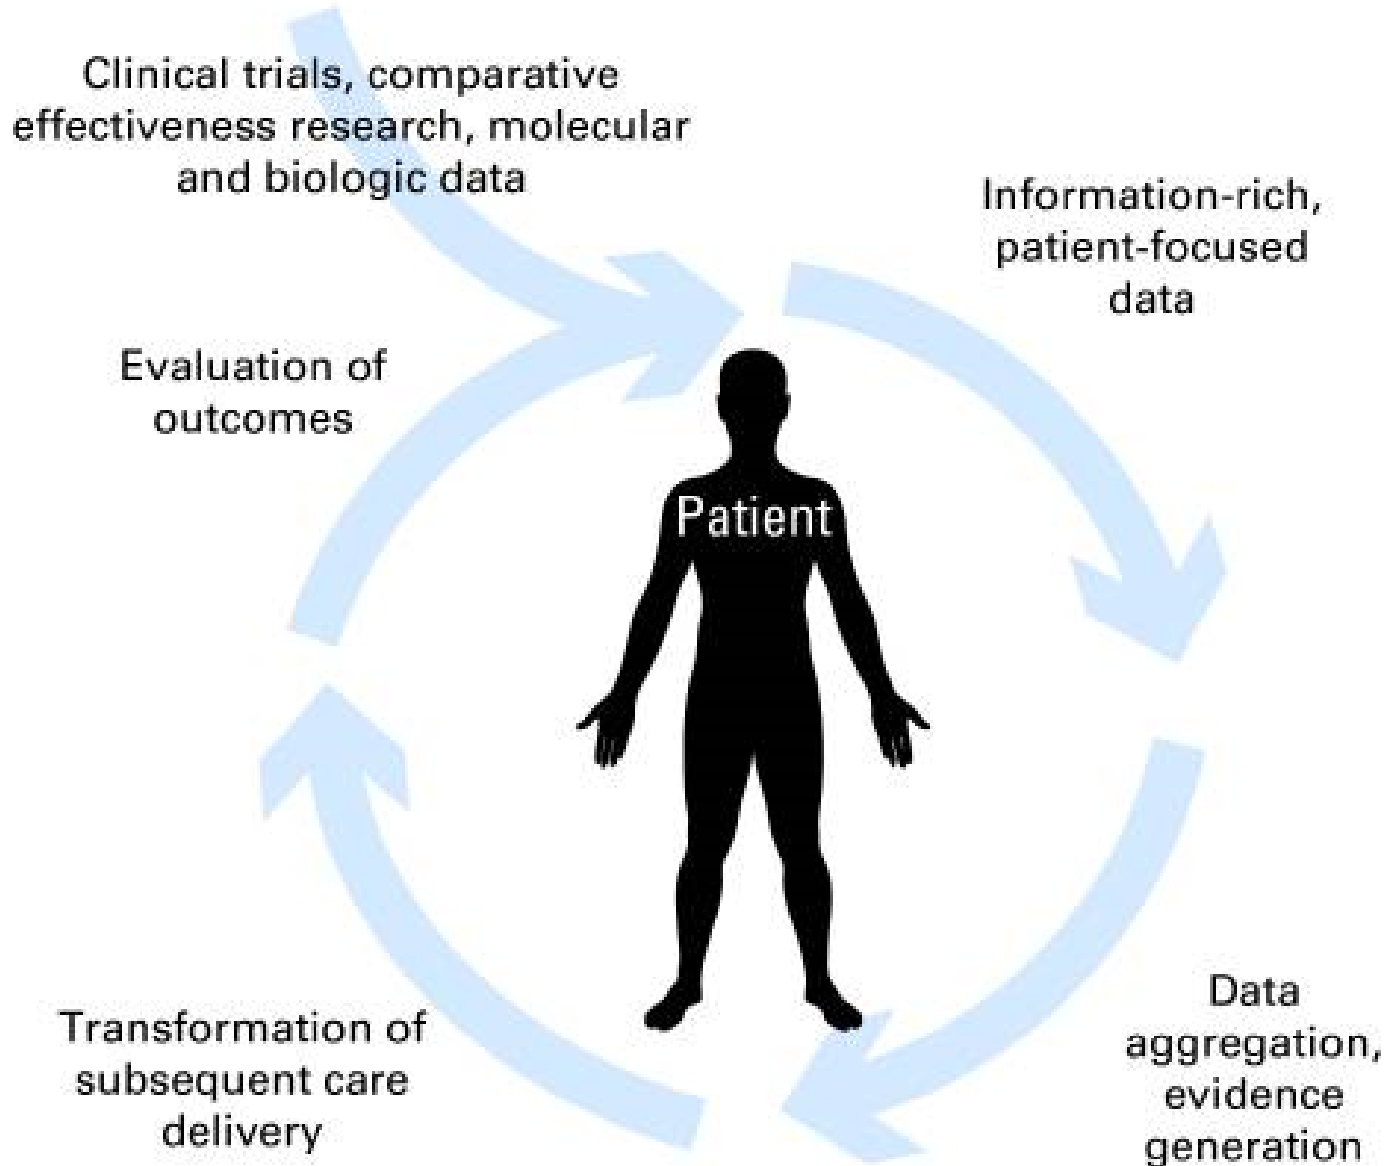 Clinical trials, comparative
effectiveness research, molecular
and biologic data
Information-rich,
patient-focused
data
Evaluation of
outcomes
Patient
Data
aggregation,
evidence
generation
Transformation of
subsequent care
delivery